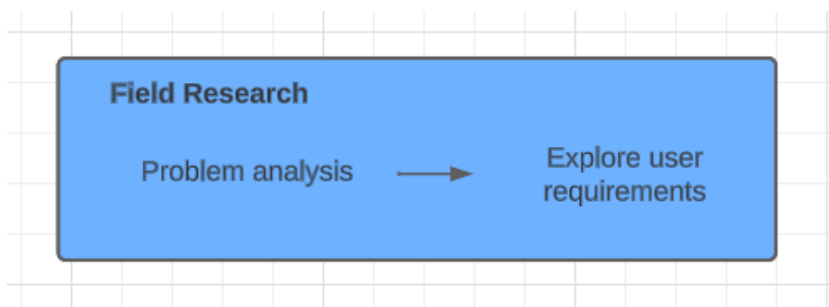 Field Research
Problem analysis
Explore user
requirements